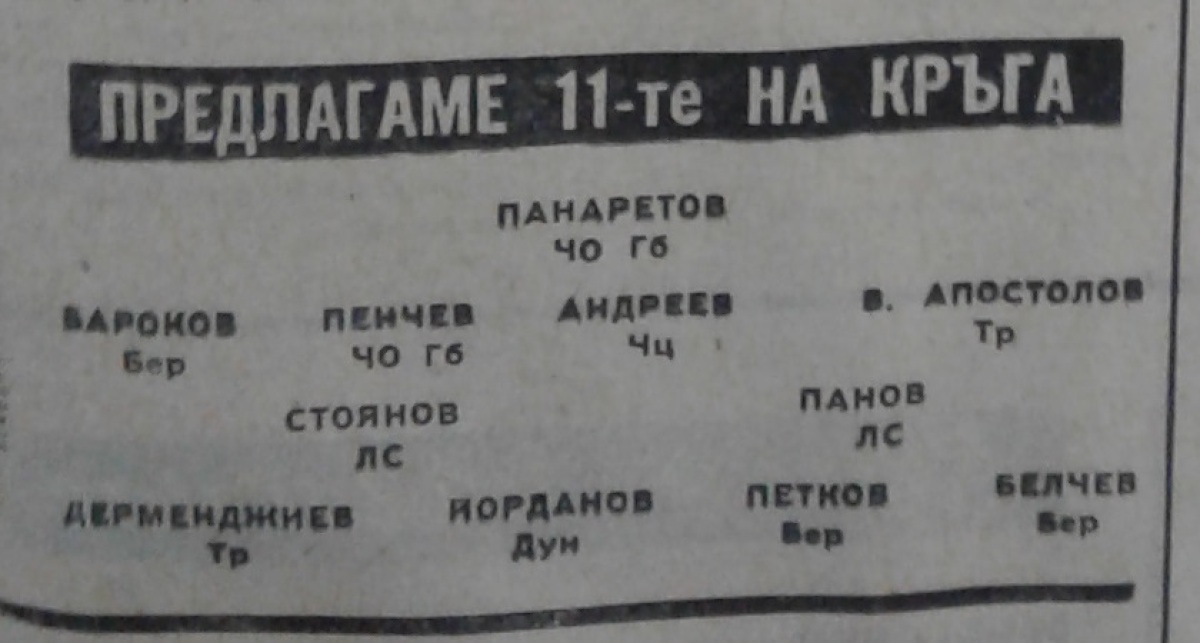 ПРЕДЛАГАМЕ 11-те НА КРЪГА
ПАНАРЕТОВ
ЧО Гб
ВАРОКОВ ПЕНЧЕВ АНДРЕЕВ В. АПОСТОЛОВ
Бер ЧО Гб Чц Тр
СТОЯНОВ ПАНОВ
ЛС ЛС
ДЕРМЕНДЖИЕВ ЙОРДАНОВ ПЕТКОВ БЕЛЧЕВ
Тр Дун Бер Бер